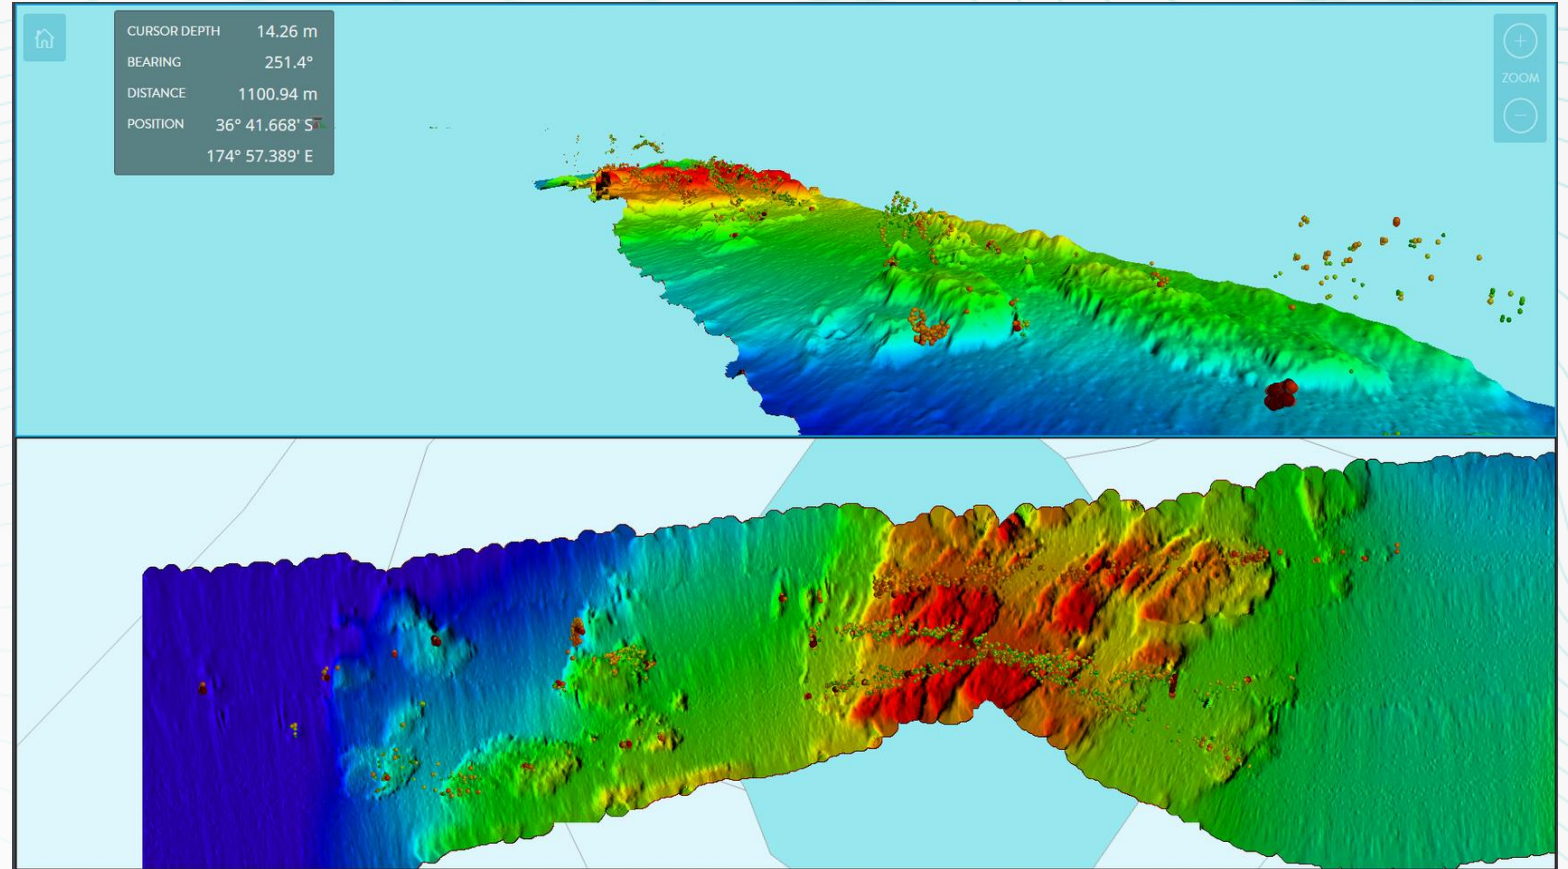 CURSOR DEPTH 14.26 m
BEARING 251.4°
DISTANCE 1100.94 m
POSITION 36° 41.668' S
174° 57.389' E
ZOOM